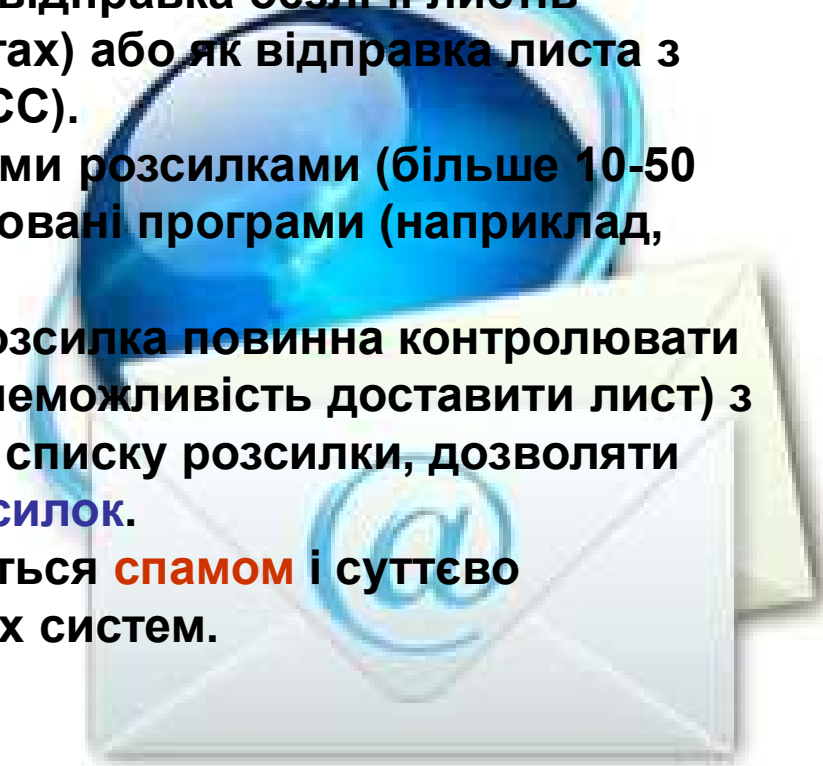 відправка безлічі листів
тах) або як відправка листа з
СС).
ми розсилками (більше 10-50
овані програми (наприклад,
озсилка повинна контролювати
неможливість доставити лист) з
списку розсилки, дозволяти
силок.
ться спамом і суттєво
х систем.
@